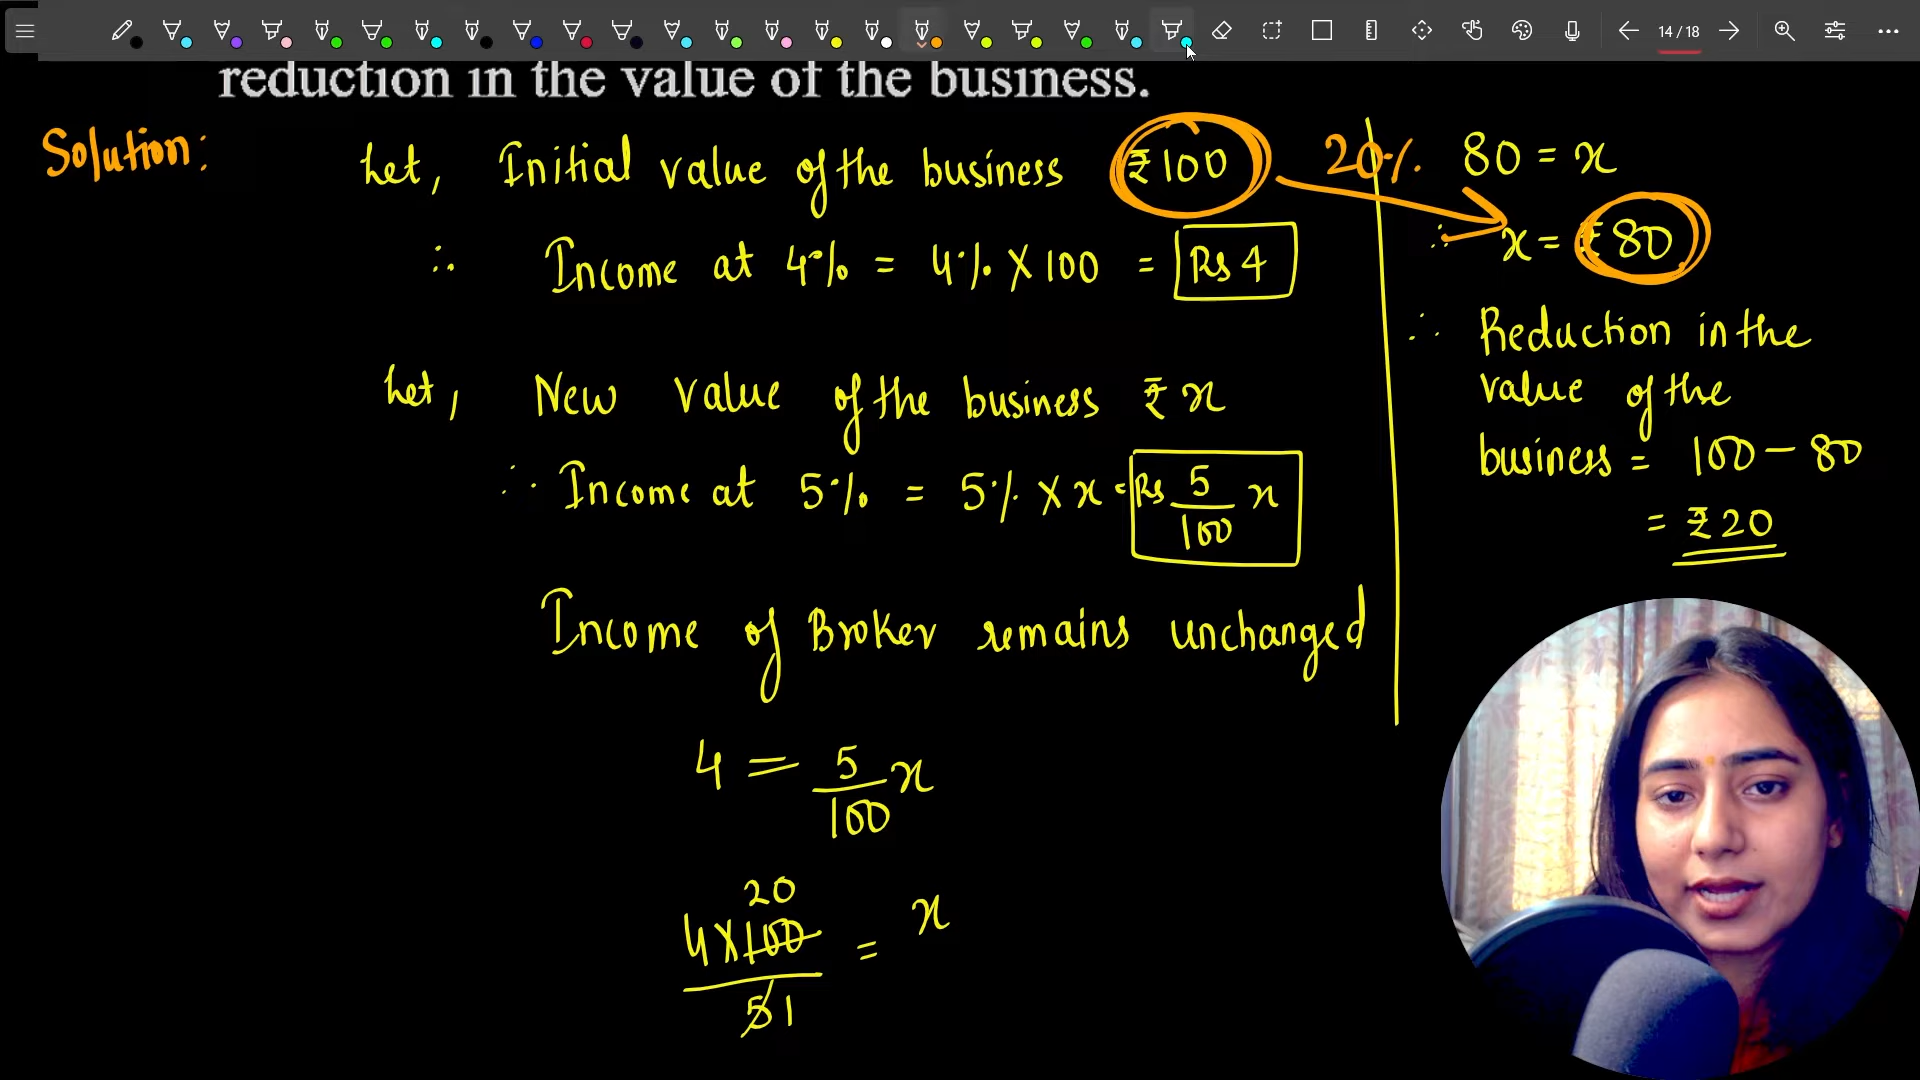 14 / 18
reduction in the value of the business.
Solution:
Let, Initial value of the business ₹100
∴ Income at 4% = 4% × 100 = Rs 4
Let, New value of the business ₹ x
∴ Income at 5% = 5% × x = Rs 5/100 x
Income of Broker remains unchanged
4 = 5/100 x
20
4×100 = x
5 1
20%
80 = x
∴ x = ₹80
∴ Reduction in the
value of the
business = 100 - 80
= ₹20